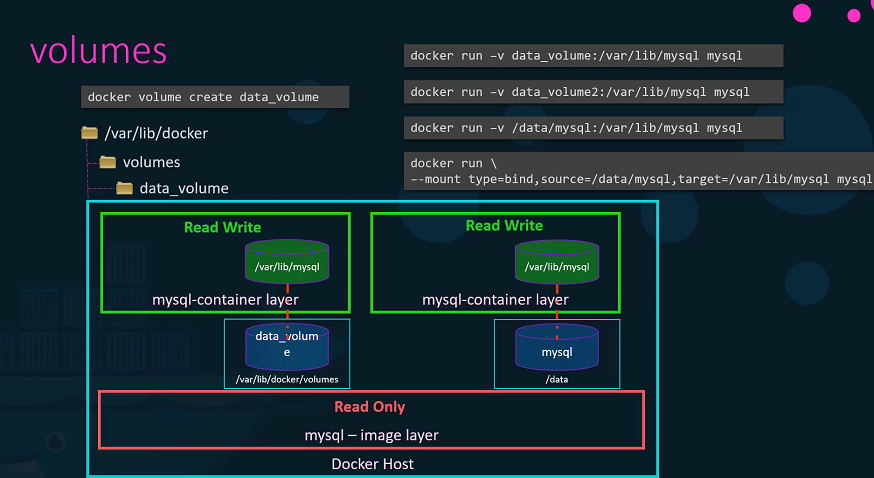 volumes
docker volume create data_volume
/var/lib/docker
volumes
data_volume
docker run –v data_volume:/var/lib/mysql mysql
docker run –v data_volume2:/var/lib/mysql mysql
docker run –v /data/mysql:/var/lib/mysql mysql
docker run \
--mount type=bind,source=/data/mysql,target=/var/lib/mysql mysql
Read Write
/var/lib/mysql
mysql-container layer
data_volum
e
/var/lib/docker/volumes
Read Write
/var/lib/mysql
mysql-container layer
mysql
/data
Read Only
mysql – image layer
Docker Host